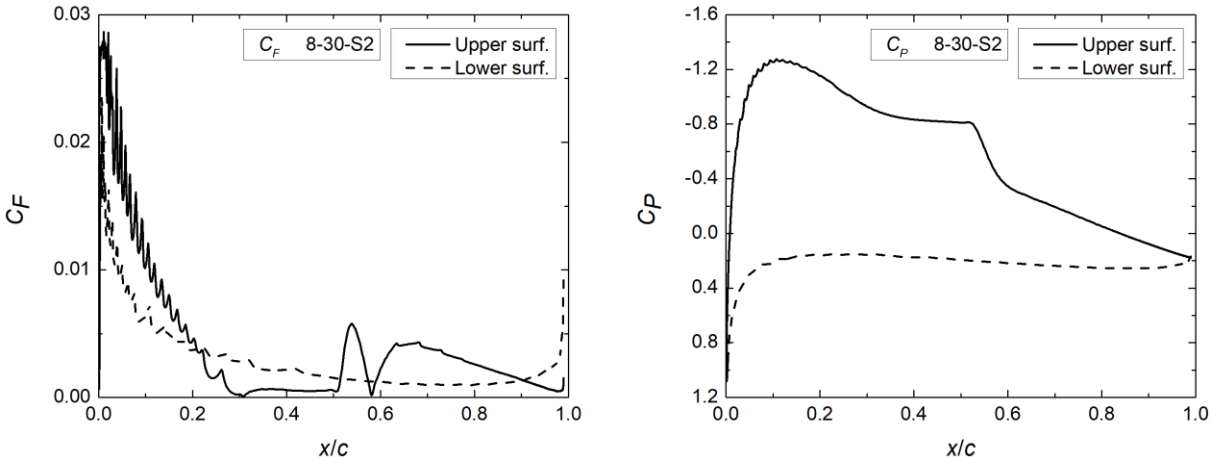 0.03
0.02
0.01
0.00
C_F
C_F 8-30-S2
Upper surf.
Lower surf.
0.0 0.2 0.4 0.6 0.8 1.0
x/c
-1.6
-1.2
-0.8
-0.4
0.0
0.4
0.8
1.2
C_P
C_P 8-30-S2
Upper surf.
Lower surf.
0.0 0.2 0.4 0.6 0.8 1.0
x/c